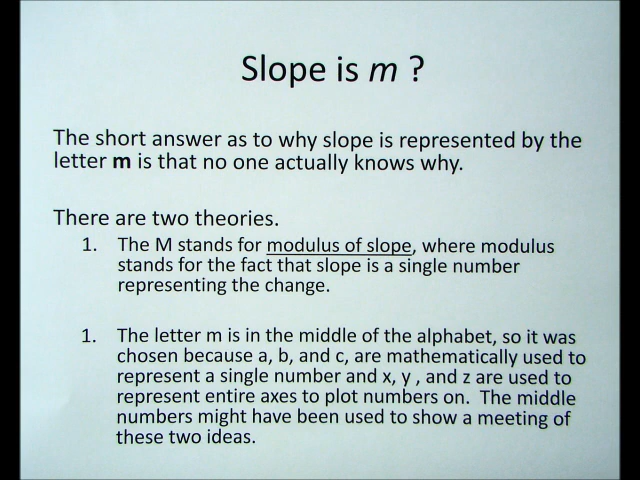 Slope is m ?
The short answer as to why slope is represented by the
letter m is that no one actually knows why.
There are two theories.
1. The M stands for modulus of slope, where modulus
stands for the fact that slope is a single number
representing the change.
1. The letter m is in the middle of the alphabet, so it was
chosen because a, b, and c, are mathematically used to
represent a single number and x, y , and z are used to
represent entire axes to plot numbers on. The middle
numbers might have been used to show a meeting of
these two ideas.